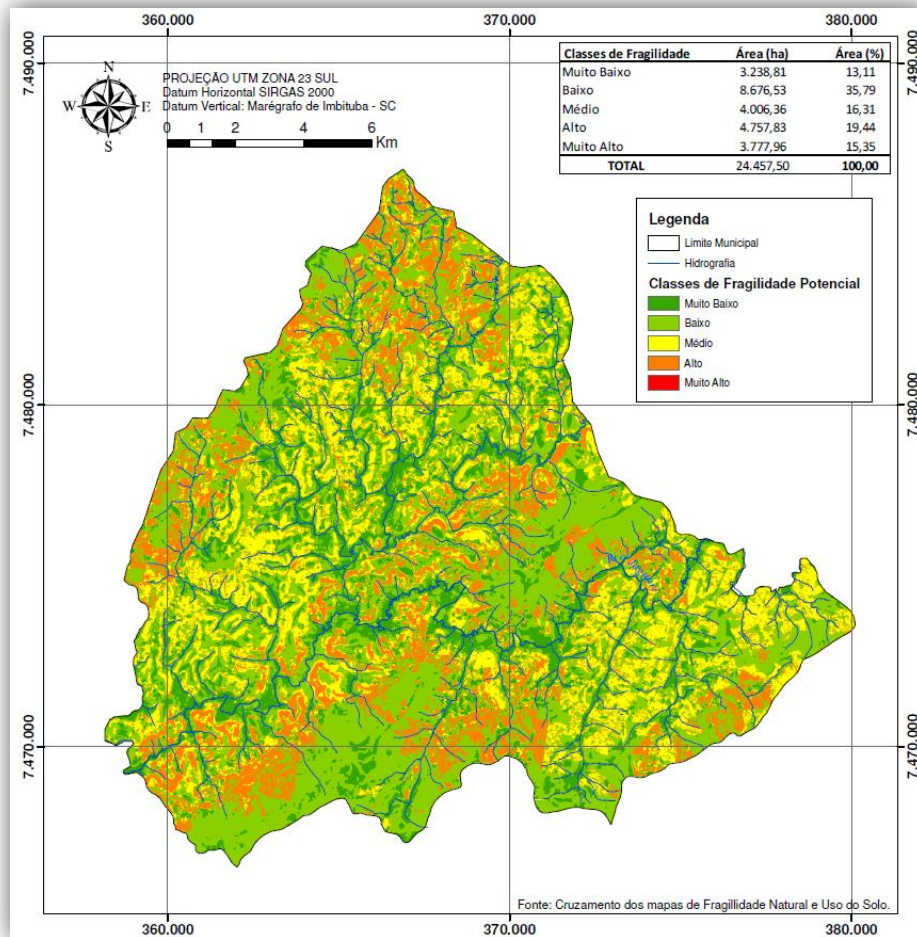 360.000 370.000 380.000
7.490.000 7.490.000
N
W E
S
PROJEÇÃO UTM ZONA 23 SUL
Datum Horizontal SIRGAS 2000
Datum Vertical: Marégrafo de Imbituba - SC
0 1 2 4 6
Km
Classes de Fragilidade Área (ha) Área (%)
Muito Baixo 3.238,81 13,11
Baixo 8.676,53 35,79
Médio 4.006,36 16,31
Alto 4.757,83 19,44
Muito Alto 3.777,96 15,35
TOTAL 24.457,50 100,00
Legenda
Limite Municipal
Hidrografia
Classes de Fragilidade Potencial
Muito Baixo
Baixo
Médio
Alto
Muito Alto
7.480.000 7.480.000
7.470.000 7.470.000
Fonte: Cruzamento dos mapas de Fragillidade Natural e Uso do Solo.
360.000 370.000 380.000